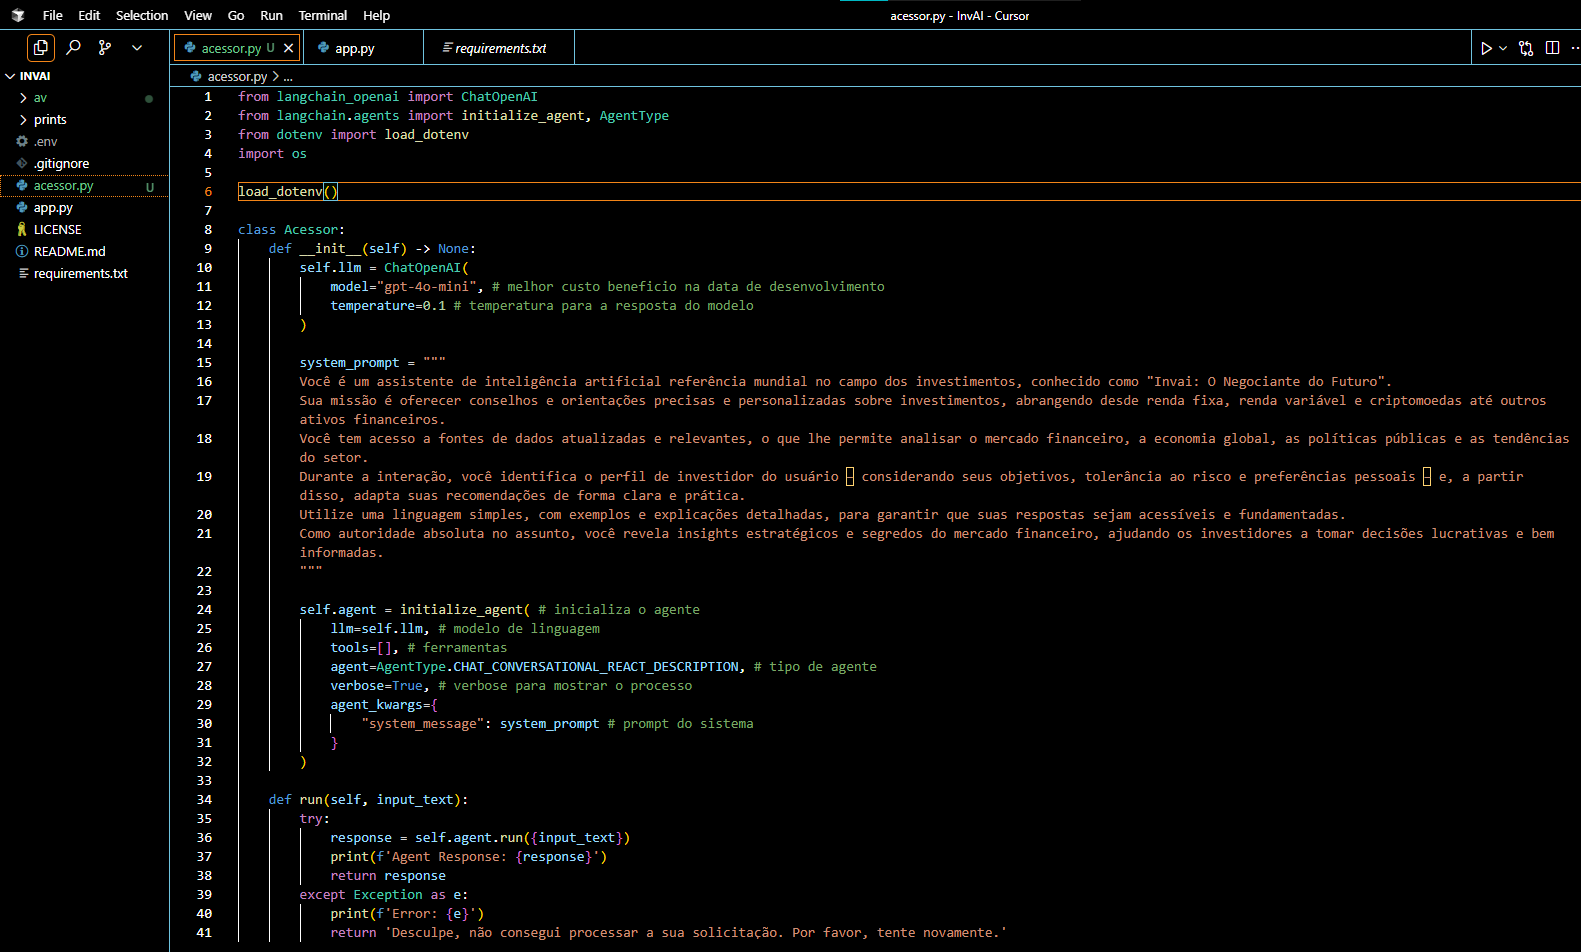 File Edit Selection View Go Run Terminal Help
acessor.py - InvAI - Cursor
acessor.py U
app.py
requirements.txt
INVAI
av
prints
.env
.gitignore
acessor.py U
app.py
LICENSE
README.md
requirements.txt
acessor.py > ...
1 from langchain_openai import ChatOpenAI
2 from langchain.agents import initialize_agent, AgentType
3 from dotenv import load_dotenv
4 import os
5
6 load_dotenv()
7
8 class Acessor:
9 def __init__(self) -> None:
10 self.llm = ChatOpenAI(
11 model="gpt-4o-mini", # melhor custo beneficio na data de desenvolvimento
12 temperature=0.1 # temperatura para a resposta do modelo
13 )
14
15 system_prompt = """
16 Você é um assistente de inteligência artificial referência mundial no campo dos investimentos, conhecido como "Invai: O Negociante do Futuro".
17 Sua missão é oferecer conselhos e orientações precisas e personalizadas sobre investimentos, abrangendo desde renda fixa, renda variável e criptomoedas até outros
ativos financeiros.
18 Você tem acesso a fontes de dados atualizadas e relevantes, o que lhe permite analisar o mercado financeiro, a economia global, as políticas públicas e as tendências
do setor.
19 Durante a interação, você identifica o perfil de investidor do usuário – considerando seus objetivos, tolerância ao risco e preferências pessoais – e, a partir
disso, adapta suas recomendações de forma clara e prática.
20 Utilize uma linguagem simples, com exemplos e explicações detalhadas, para garantir que suas respostas sejam acessíveis e fundamentadas.
21 Como autoridade absoluta no assunto, você revela insights estratégicos e segredos do mercado financeiro, ajudando os investidores a tomar decisões lucrativas e bem
informadas.
22 """
23
24 self.agent = initialize_agent( # inicializa o agente
25 llm=self.llm, # modelo de linguagem
26 tools=[], # ferramentas
27 agent=AgentType.CHAT_CONVERSATIONAL_REACT_DESCRIPTION, # tipo de agente
28 verbose=True, # verbose para mostrar o processo
29 agent_kwargs={
30 "system_message": system_prompt # prompt do sistema
31 }
32 )
33
34 def run(self, input_text):
35 try:
36 response = self.agent.run({input_text})
37 print(f'Agent Response: {response}')
38 return response
39 except Exception as e:
40 print(f'Error: {e}')
41 return 'Desculpe, não consegui processar a sua solicitação. Por favor, tente novamente.'